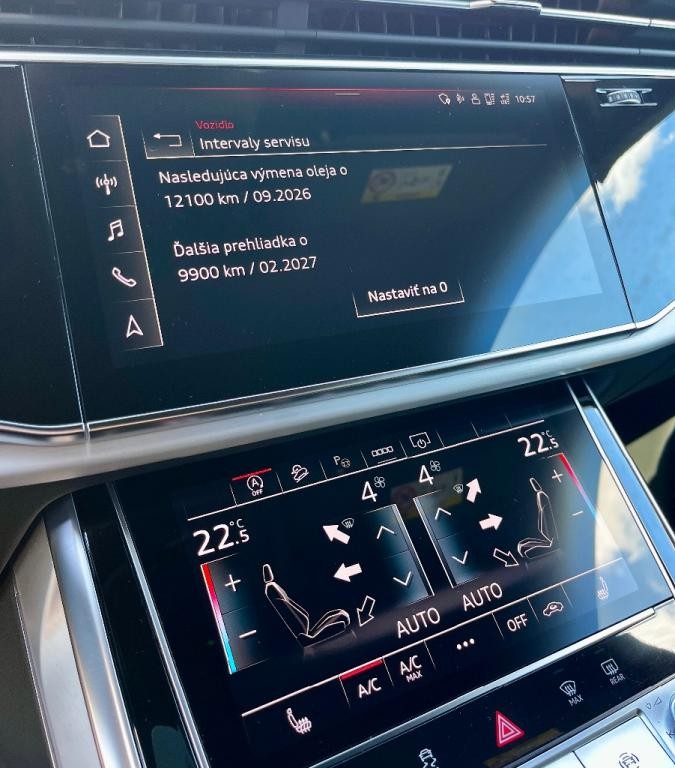 10:57
Vozidlo
Intervaly servisu
Nasledujúca výmena oleja o
12100 km / 09.2026
Ďalšia prehliadka o
9900 km / 02.2027
Nastaviť na 0
22.5 °C
4
4
22.5 °C
A
OFF
P
+
−
+
−
AUTO
AUTO
A/C
A/C
MAX
•••
OFF
MAX
REAR